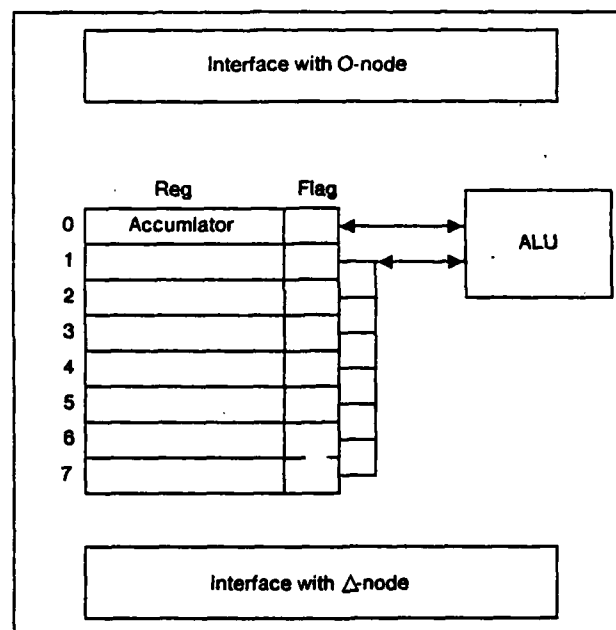 Interface with O-node
Reg Flag
0 Accumlator
ALU
1
2
3
4
5
6
7
Interface with Δ-node